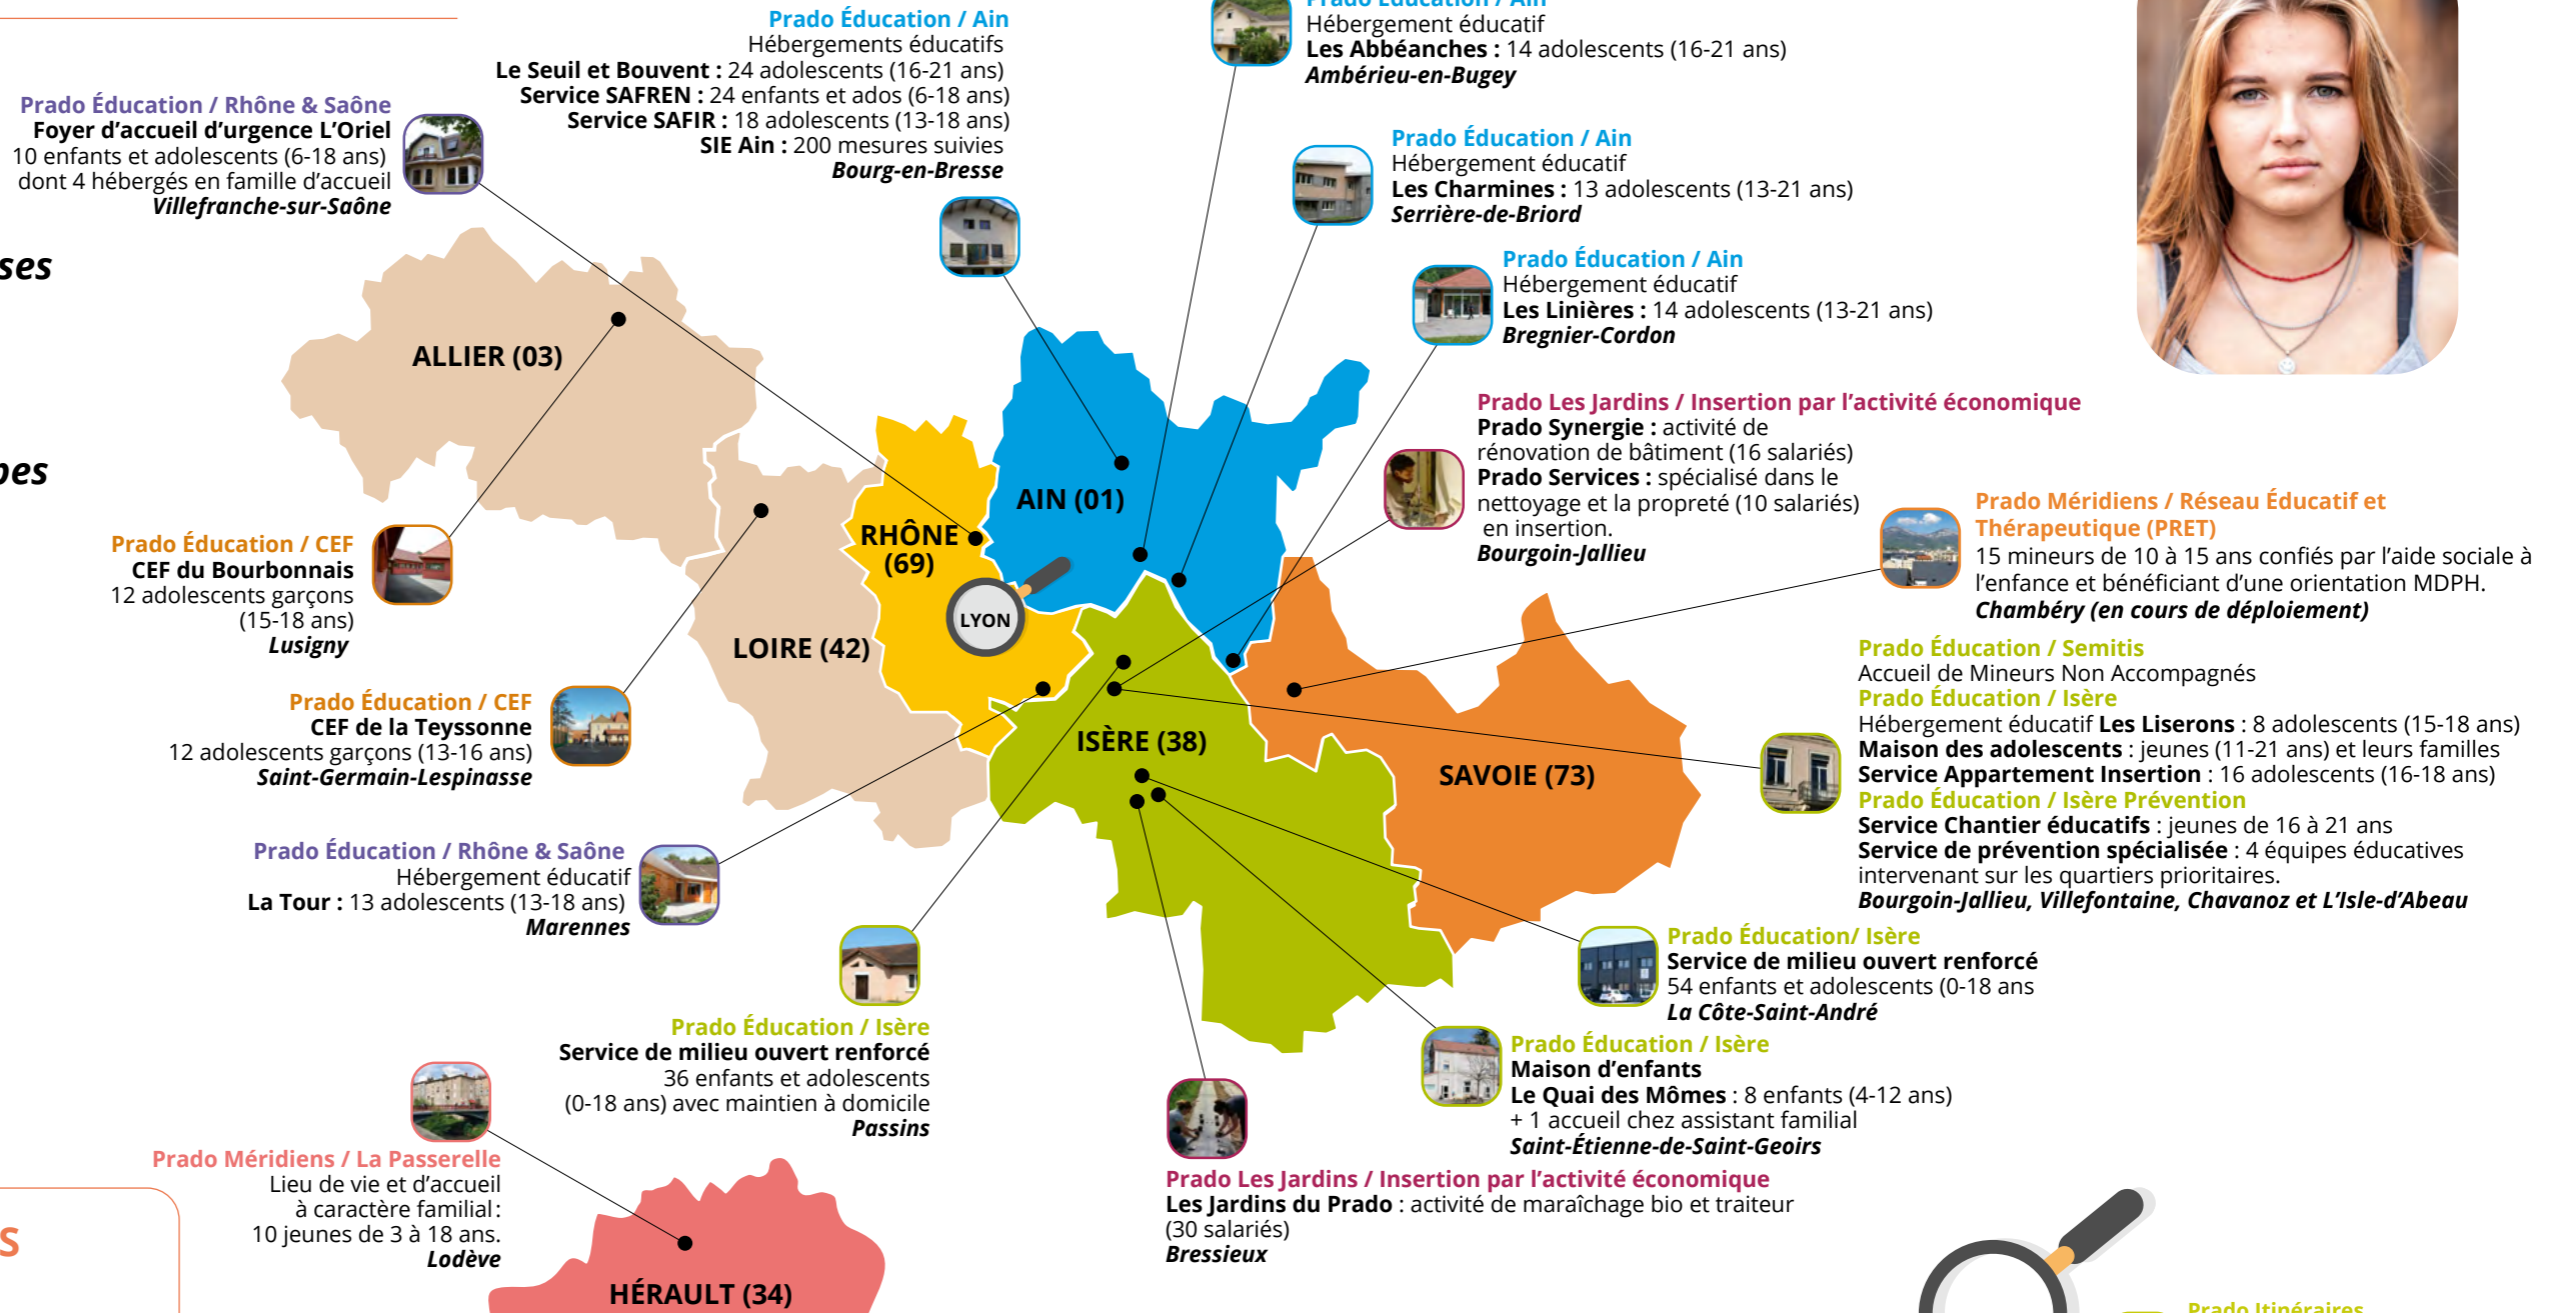 Prado Éducation / Ain
Hébergements éducatifs
Le Seuil et Bouvent : 24 adolescents (16-21 ans)
Service SAFREN : 24 enfants et ados (6-18 ans)
Service SAFIR : 18 adolescents (13-18 ans)
SIE Ain : 200 mesures suivies
Bourg-en-Bresse
Prado Éducation / Ain
Hébergement éducatif
Les Abbéanches : 14 adolescents (16-21 ans)
Ambérieu-en-Bugey
Prado Éducation / Rhône & Saône
Foyer d’accueil d’urgence L’Oriel
10 enfants et adolescents (6-18 ans)
dont 4 hébergés en famille d’accueil
Villefranche-sur-Saône
Prado Éducation / Ain
Hébergement éducatif
Les Charmines : 13 adolescents (13-21 ans)
Serrière-de-Briord
Prado Éducation / Ain
Hébergement éducatif
Les Linières : 14 adolescents (13-21 ans)
Bregnier-Cordon
ses
pes
ALLIER (03)
AIN (01)
RHÔNE
(69)
LYON
LOIRE (42)
ISÈRE (38)
SAVOIE (73)
Prado Les Jardins / Insertion par l’activité économique
Prado Synergie : activité de
rénovation de bâtiment (16 salariés)
Prado Services : spécialisé dans le
nettoyage et la propreté (10 salariés)
en insertion.
Bourgoin-Jallieu
Prado Méridiens / Réseau Éducatif et
Thérapeutique (PRET)
15 mineurs de 10 à 15 ans confiés par l’aide sociale à
l’enfance et bénéficiant d’une orientation MDPH.
Chambéry (en cours de déploiement)
Prado Éducation / CEF
CEF du Bourbonnais
12 adolescents garçons
(15-18 ans)
Lusigny
Prado Éducation / CEF
CEF de la Teyssonne
12 adolescents garçons (13-16 ans)
Saint-Germain-Lespinasse
Prado Éducation / Semitis
Accueil de Mineurs Non Accompagnés
Prado Éducation / Isère
Hébergement éducatif Les Liserons : 8 adolescents (15-18 ans)
Maison des adolescents : jeunes (11-21 ans) et leurs familles
Service Appartement Insertion : 16 adolescents (16-18 ans)
Prado Éducation / Isère Prévention
Service Chantier éducatifs : jeunes de 16 à 21 ans
Service de prévention spécialisée : 4 équipes éducatives
intervenant sur les quartiers prioritaires.
Bourgoin-Jallieu, Villefontaine, Chavanoz et L’Isle-d’Abeau
Prado Éducation / Rhône & Saône
Hébergement éducatif
La Tour : 13 adolescents (13-18 ans)
Marennes
Prado Éducation/ Isère
Service de milieu ouvert renforcé
54 enfants et adolescents (0-18 ans
La Côte-Saint-André
Prado Éducation / Isère
Service de milieu ouvert renforcé
36 enfants et adolescents
(0-18 ans) avec maintien à domicile
Passins
Prado Éducation / Isère
Maison d’enfants
Le Quai des Mômes : 8 enfants (4-12 ans)
+ 1 accueil chez assistant familial
Saint-Étienne-de-Saint-Geoirs
Prado Méridiens / La Passerelle
Lieu de vie et d’accueil
à caractère familial :
10 jeunes de 3 à 18 ans.
Lodève
Prado Les Jardins / Insertion par l’activité économique
Les Jardins du Prado : activité de maraîchage bio et traiteur
(30 salariés)
Bressieux
S
HÉRAULT (34)
Prado Itinéraires